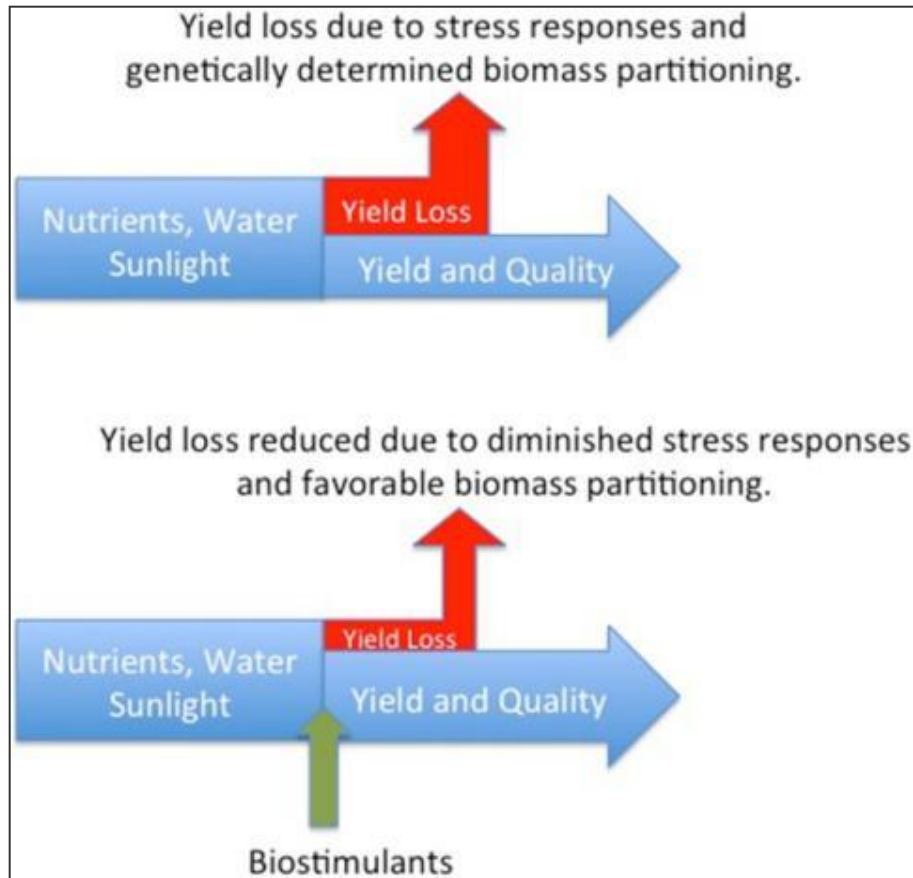 Yield loss due to stress responses and
genetically determined biomass partitioning.
Yield Loss
Nutrients, Water
Sunlight
Yield and Quality
Yield loss reduced due to diminished stress responses
and favorable biomass partitioning.
Yield Loss
Nutrients, Water
Sunlight
Yield and Quality
Biostimulants